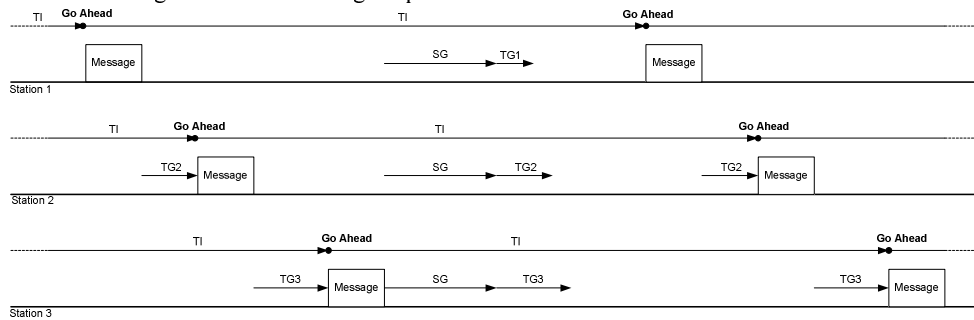 TI Go Ahead TI Go Ahead
Message SG TG1 Message
Station 1
TI Go Ahead TI Go Ahead
TG2 Message SG TG2 TG2 Message
Station 2
TI Go Ahead TI Go Ahead
TG3 Message SG TG3 TG3 Message
Station 3